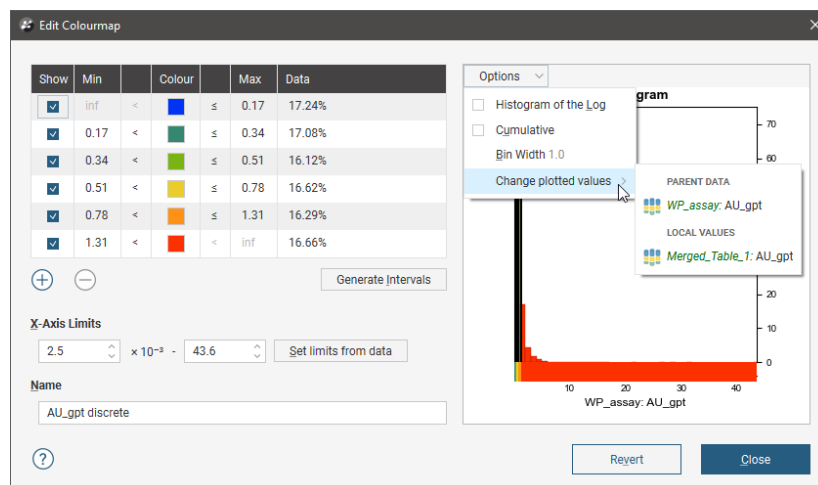 Edit Colourmap
Show Min Colour Max Data
inf < ≤ 0.17 17.24%
0.17 < ≤ 0.34 17.08%
0.34 < ≤ 0.51 16.12%
0.51 < ≤ 0.78 16.62%
0.78 < ≤ 1.31 16.29%
1.31 < < inf 16.66%
Generate Intervals
X-Axis Limits
2.5 × 10⁻³ - 43.6 Set limits from data
Name
AU_gpt discrete
Options
gram
Histogram of the Log
Cumulative
Bin Width 1.0
Change plotted values
PARENT DATA
WP_assay: AU_gpt
LOCAL VALUES
Merged_Table_1: AU_gpt
70
60
20
10
0
10 20 30 40
WP_assay: AU_gpt
?
Revert Close